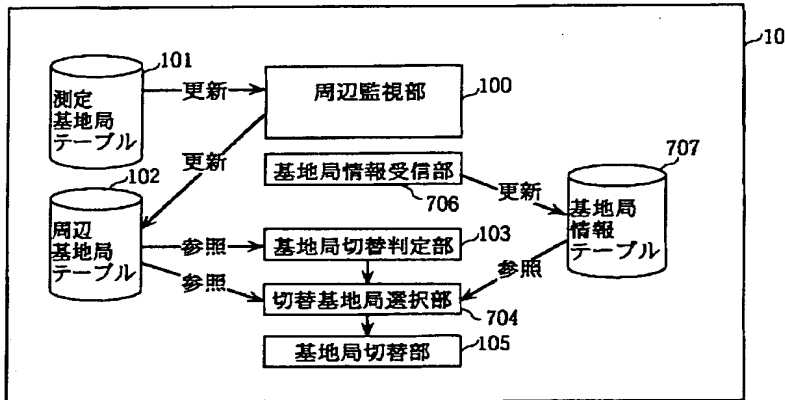 10
101
測定
基地局
テーブル
更新
周辺監視部
100
更新
102
周辺
基地局
テーブル
基地局情報受信部
706
更新
707
基地局
情報
テーブル
参照
基地局切替判定部
103
参照
参照
切替基地局選択部
704
基地局切替部
105